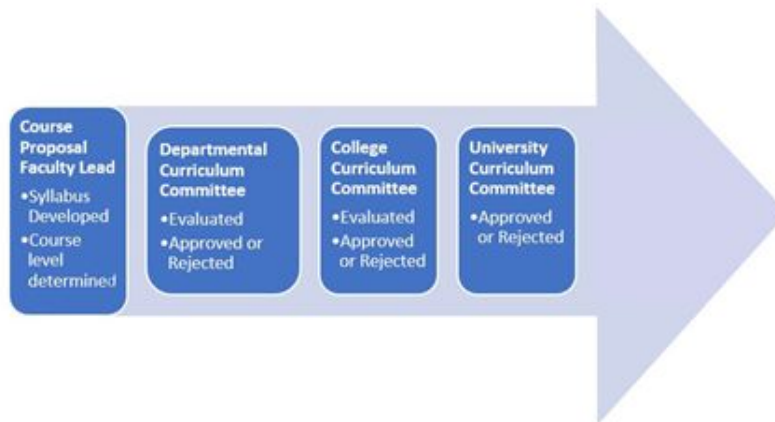 Course
Proposal
Faculty Lead
•Syllabus
Developed
•Course
level
determined
Departmental
Curriculum
Committee
•Evaluated
•Approved or
Rejected
College
Curriculum
Committee
•Evaluated
•Approved
or Rejected
University
Curriculum
Committee
•Approved
or Rejected